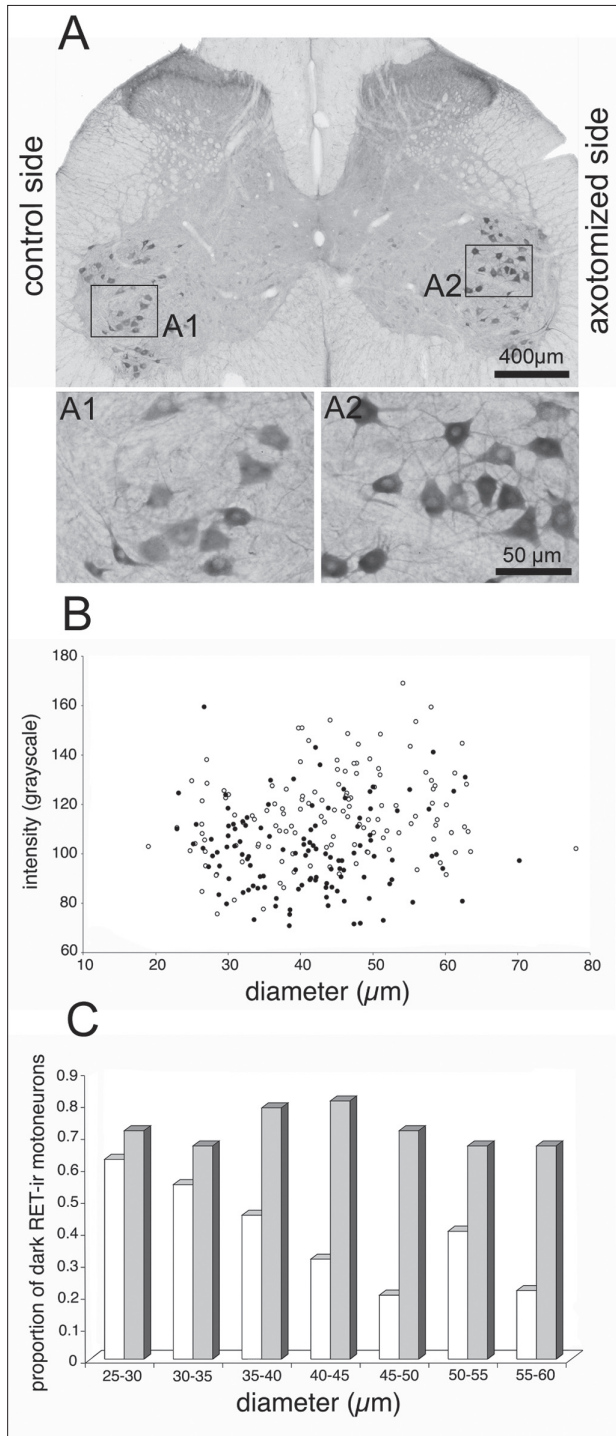 A
control side
axotomized side
A1
A2
400µm
A1
A2
50 µm
B
180
160
140
120
100
80
60
intensity (grayscale)
10
20
30
40
50
60
70
80
diameter (µm)
C
0.9
0.8
0.7
0.6
0.5
0.4
0.3
0.2
0.1
0
proportion of dark RET-ir motoneurons
25-30
30-35
35-40
40-45
45-50
50-55
55-60
diameter (µm)